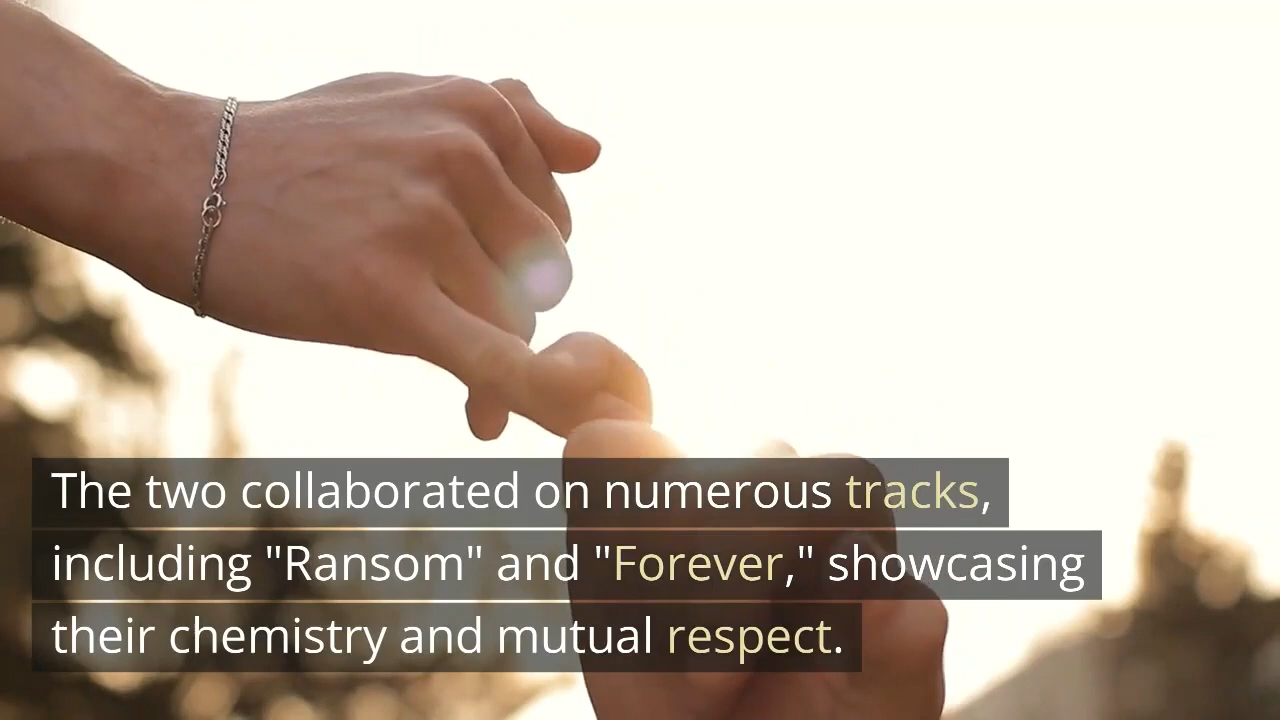 The two collaborated on numerous tracks,
including "Ransom" and "Forever," showcasing
their chemistry and mutual respect.